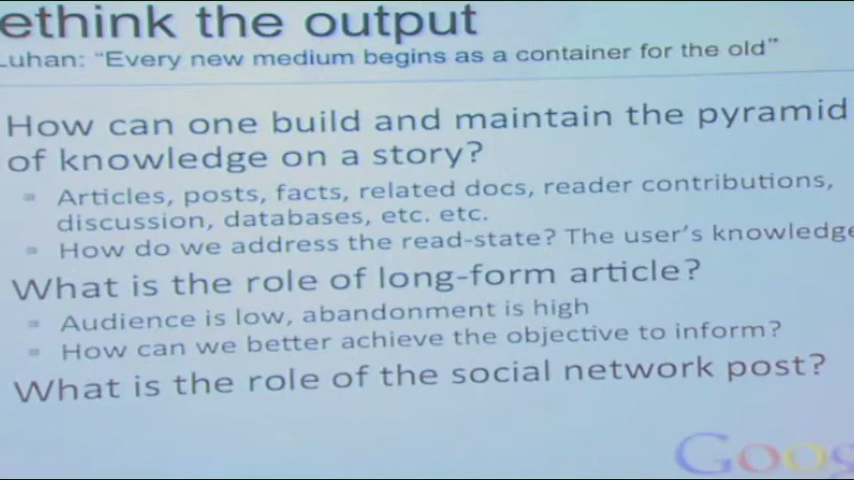 ethink the output
Luhan: "Every new medium begins as a container for the old"
How can one build and maintain the pyramid
of knowledge on a story?
Articles, posts, facts, related docs, reader contributions,
discussion, databases, etc. etc.
How do we address the read-state? The user's knowledge
What is the role of long-form article?
Audience is low, abandonment is high
How can we better achieve the objective to inform?
What is the role of the social network post?
Goog